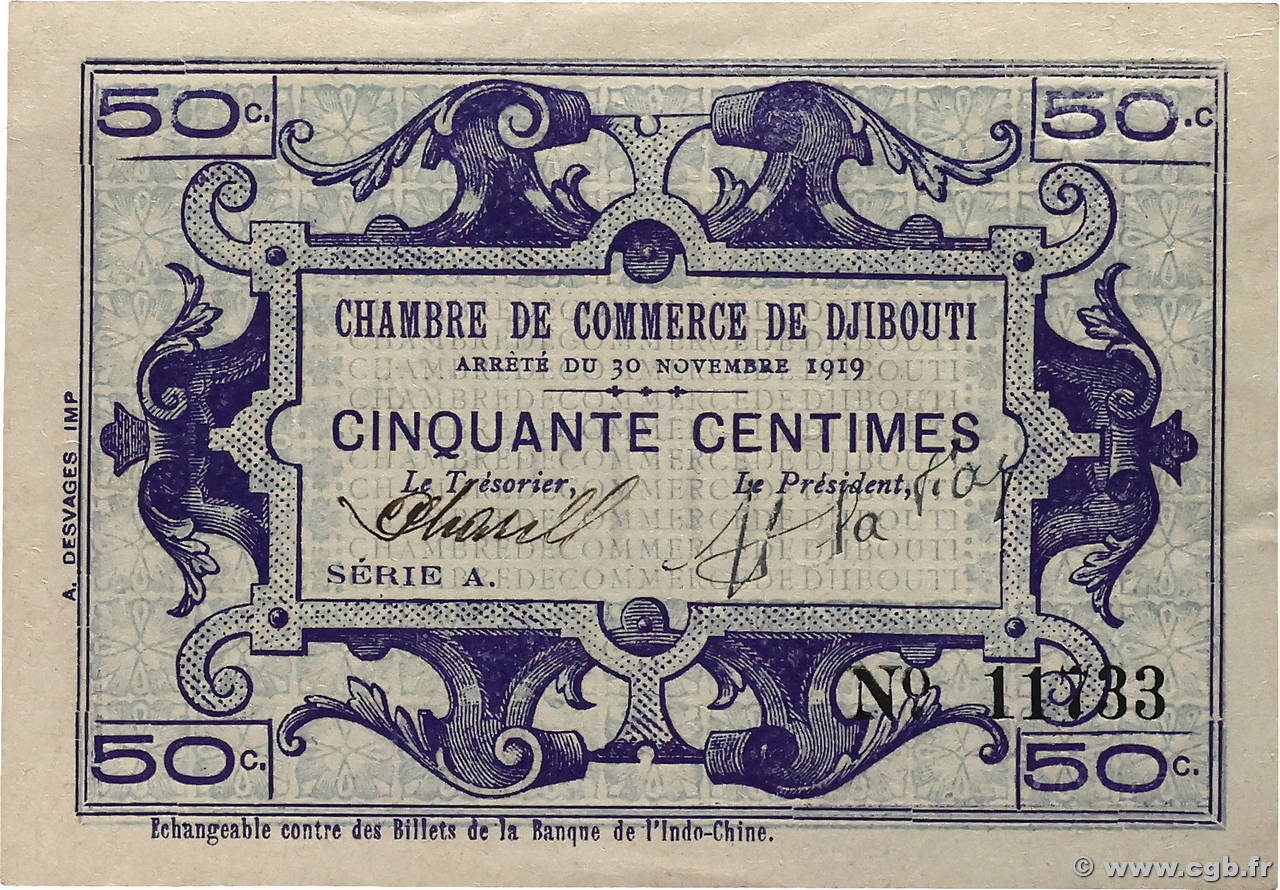 50 c.
50 .c
CHAMBRE DE COMMERCE DE DJIBOUTI
ARRÊTÉ DU 30 NOVEMBRE 1919
CINQUANTE CENTIMES
Le Trésorier, Le Président,
SÉRIE A.
Nº 11733
50 c.
50 c.
A. DESVAGES, IMP
Echangeable contre des Billets de la Banque de l'Indo-Chine.
© www.cgb.fr